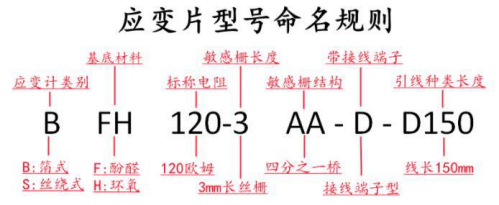 应变片型号命名规则
基底材料 敏感栅长度 带接线端子
应变计类别 标称电阻 敏感栅结构 引线种类长度
B FH 120-3 AA - D - D150
B:箔式 F:酚醛 120欧姆 四分之一桥 线长150mm
S:丝绕式 H:环氧 3mm长丝栅 接线端子型